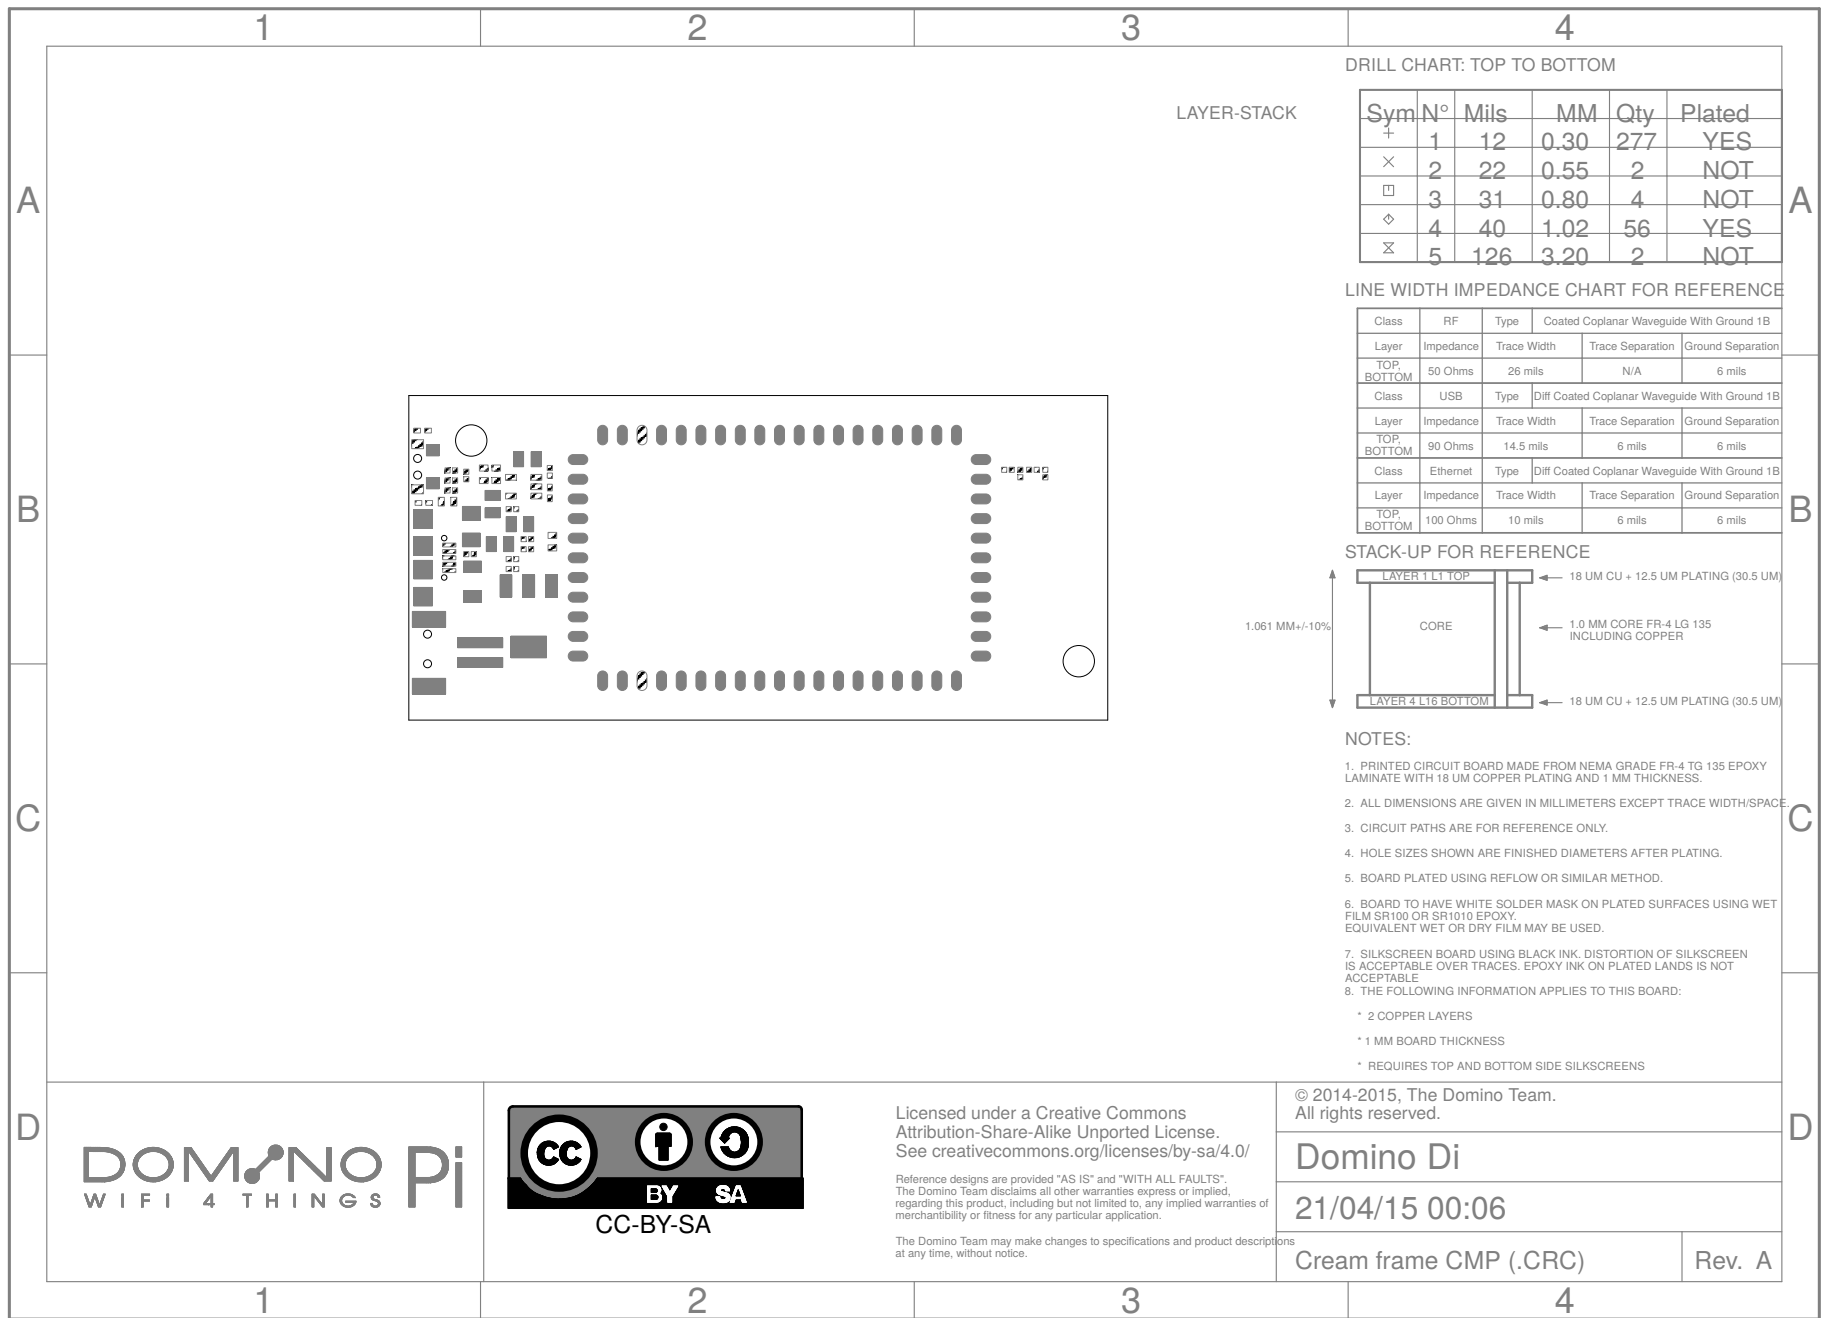 1 2 3 4
DRILL CHART: TOP TO BOTTOM
LAYER-STACK
Sym N° Mils MM Qty Plated
1 12 0.30 277 YES
2 22 0.55 2 NOT
3 31 0.80 4 NOT
4 40 1.02 56 YES
5 126 3.20 2 NOT
A A
LINE WIDTH IMPEDANCE CHART FOR REFERENCE
Class RF Type Coated Coplanar Waveguide With Ground 1B
Layer Impedance Trace Width Trace Separation Ground Separation
TOP, BOTTOM 50 Ohms 26 mils N/A 6 mils
Class USB Type Diff Coated Coplanar Waveguide With Ground 1B
Layer Impedance Trace Width Trace Separation Ground Separation
TOP, BOTTOM 90 Ohms 14.5 mils 6 mils 6 mils
Class Ethernet Type Diff Coated Coplanar Waveguide With Ground 1B
Layer Impedance Trace Width Trace Separation Ground Separation
TOP, BOTTOM 100 Ohms 10 mils 6 mils 6 mils
B B
STACK-UP FOR REFERENCE
LAYER 1 L1 TOP
18 UM CU + 12.5 UM PLATING (30.5 UM)
1.061 MM+/-10%
CORE
1.0 MM CORE FR-4 LG 135
INCLUDING COPPER
LAYER 4 L16 BOTTOM
18 UM CU + 12.5 UM PLATING (30.5 UM)
NOTES:
1. PRINTED CIRCUIT BOARD MADE FROM NEMA GRADE FR-4 TG 135 EPOXY
LAMINATE WITH 18 UM COPPER PLATING AND 1 MM THICKNESS.
2. ALL DIMENSIONS ARE GIVEN IN MILLIMETERS EXCEPT TRACE WIDTH/SPACE.
C C
3. CIRCUIT PATHS ARE FOR REFERENCE ONLY.
4. HOLE SIZES SHOWN ARE FINISHED DIAMETERS AFTER PLATING.
5. BOARD PLATED USING REFLOW OR SIMILAR METHOD.
6. BOARD TO HAVE WHITE SOLDER MASK ON PLATED SURFACES USING WET
FILM SR100 OR SR1010 EPOXY.
EQUIVALENT WET OR DRY FILM MAY BE USED.
7. SILKSCREEN BOARD USING BLACK INK. DISTORTION OF SILKSCREEN
IS ACCEPTABLE OVER TRACES. EPOXY INK ON PLATED LANDS IS NOT
ACCEPTABLE
8. THE FOLLOWING INFORMATION APPLIES TO THIS BOARD:
* 2 COPPER LAYERS
* 1 MM BOARD THICKNESS
* REQUIRES TOP AND BOTTOM SIDE SILKSCREENS
D D
DOMINO Pi
WIFI 4 THINGS
CC
BY SA
CC-BY-SA
Licensed under a Creative Commons
Attribution-Share-Alike Unported License.
See creativecommons.org/licenses/by-sa/4.0/
Reference designs are provided "AS IS" and "WITH ALL FAULTS".
The Domino Team disclaims all other warranties express or implied,
regarding this product, including but not limited to, any implied warranties of
merchantibility or fitness for any particular application.
The Domino Team may make changes to specifications and product descriptions
at any time, without notice.
© 2014-2015, The Domino Team.
All rights reserved.
Domino Di
21/04/15 00:06
Cream frame CMP (.CRC) Rev. A
1 2 3 4